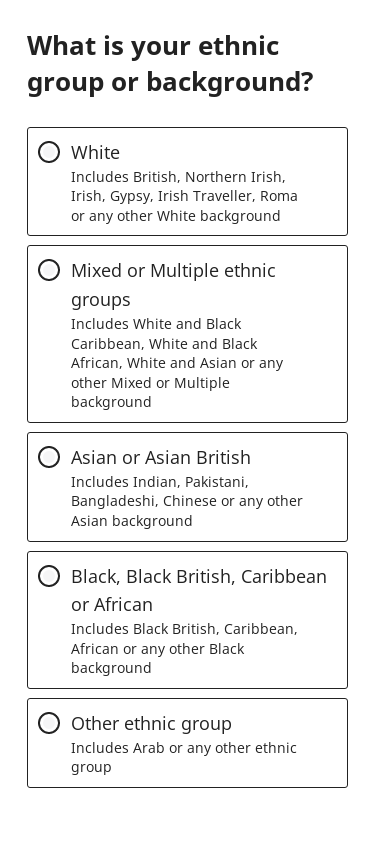 What is your ethnic
group or background?
White
Includes British, Northern Irish,
Irish, Gypsy, Irish Traveller, Roma
or any other White background
Mixed or Multiple ethnic
groups
Includes White and Black
Caribbean, White and Black
African, White and Asian or any
other Mixed or Multiple
background
Asian or Asian British
Includes Indian, Pakistani,
Bangladeshi, Chinese or any other
Asian background
Black, Black British, Caribbean
or African
Includes Black British, Caribbean,
African or any other Black
background
Other ethnic group
Includes Arab or any other ethnic
group